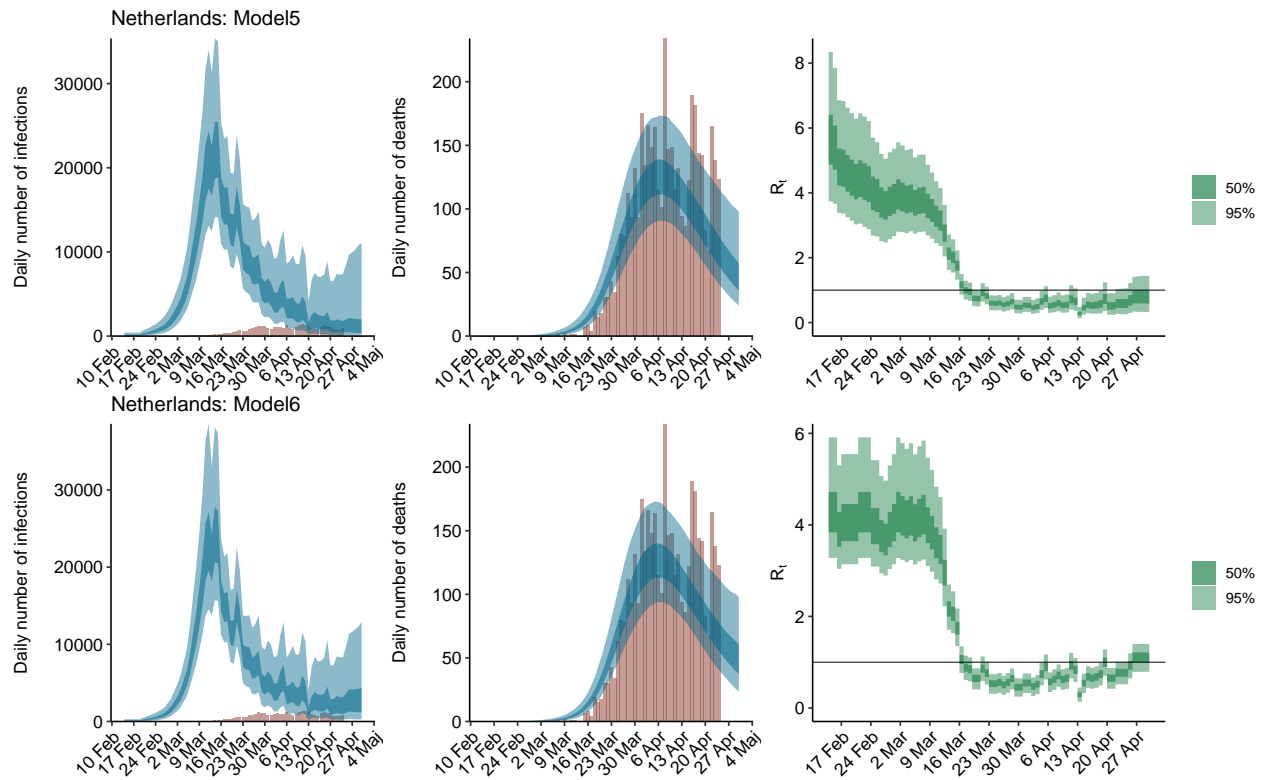 Netherlands: Model5
Daily number of infections
30000
20000
10000
0
10 Feb
17 Feb
24 Feb
2 Mar
9 Mar
16 Mar
23 Mar
30 Mar
6 Apr
13 Apr
20 Apr
27 Apr
4 Maj
Daily number of deaths
200
150
100
50
0
10 Feb
17 Feb
24 Feb
2 Mar
9 Mar
16 Mar
23 Mar
30 Mar
6 Apr
13 Apr
20 Apr
27 Apr
4 Maj
Rt
8
6
4
2
0
17 Feb
24 Feb
2 Mar
9 Mar
16 Mar
23 Mar
30 Mar
6 Apr
13 Apr
20 Apr
27 Apr
50%
95%
Netherlands: Model6
Daily number of infections
30000
20000
10000
0
10 Feb
17 Feb
24 Feb
2 Mar
9 Mar
16 Mar
23 Mar
30 Mar
6 Apr
13 Apr
20 Apr
27 Apr
4 Maj
Daily number of deaths
200
150
100
50
0
10 Feb
17 Feb
24 Feb
2 Mar
9 Mar
16 Mar
23 Mar
30 Mar
6 Apr
13 Apr
20 Apr
27 Apr
4 Maj
Rt
6
4
2
0
17 Feb
24 Feb
2 Mar
9 Mar
16 Mar
23 Mar
30 Mar
6 Apr
13 Apr
20 Apr
27 Apr
50%
95%